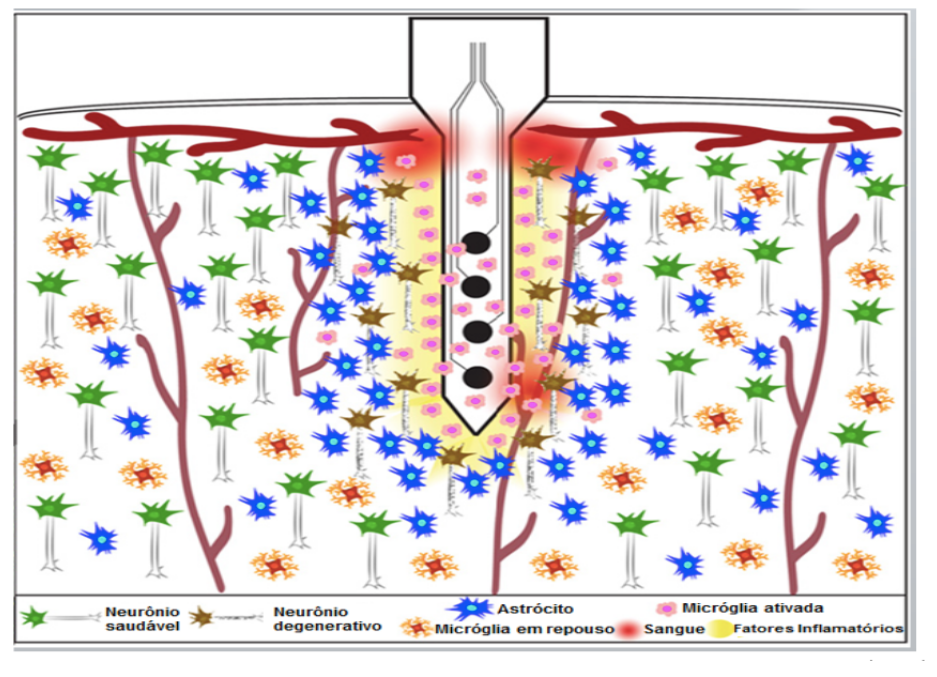 Neurônio
saudável
Neurônio
degenerativo
Astrócito
Micróglia ativada
Micróglia em repouso
Sangue
Fatores Inflamatórios